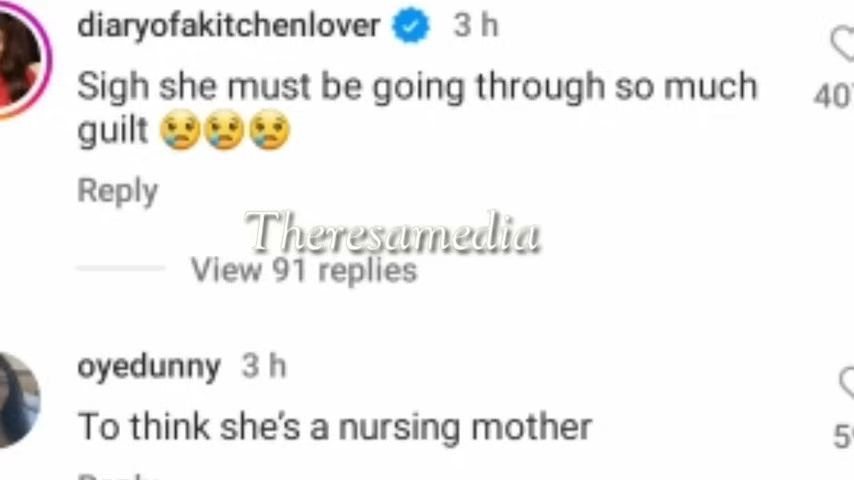 diaryofakitchenlover 3 h
Sigh she must be going through so much
guilt 😢😢😢
Reply
Theresamedia
View 91 replies
oyedunny 3 h
To think she's a nursing mother
Reply